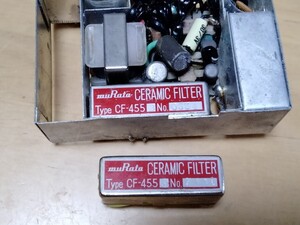 muRata CERAMIC FILTER
Type CF-455 No.
muRata CERAMIC FILTER
Type CF-455 No.